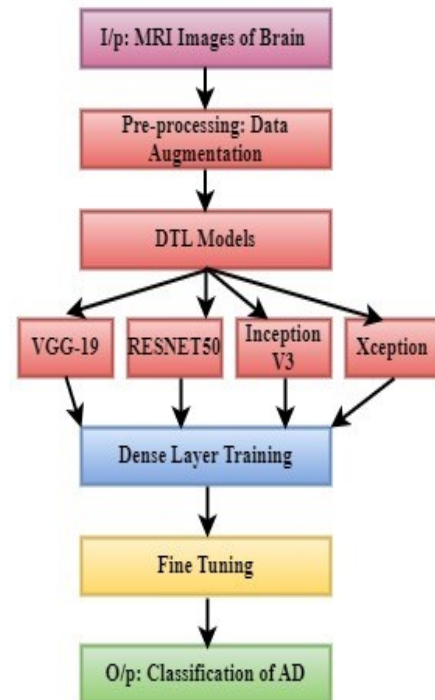 I/p: MRI Images of Brain
Pre-processing: Data
Augmentation
DTL Models
VGG-19
RESNET50
Inception
V3
Xception
Dense Layer Training
Fine Tuning
O/p: Classification of AD